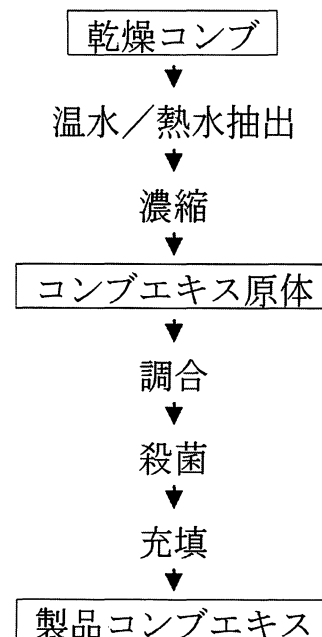 乾燥コンブ
温水／熱水抽出
濃縮
コンブエキス原体
調合
殺菌
充填
製品コンブエキス